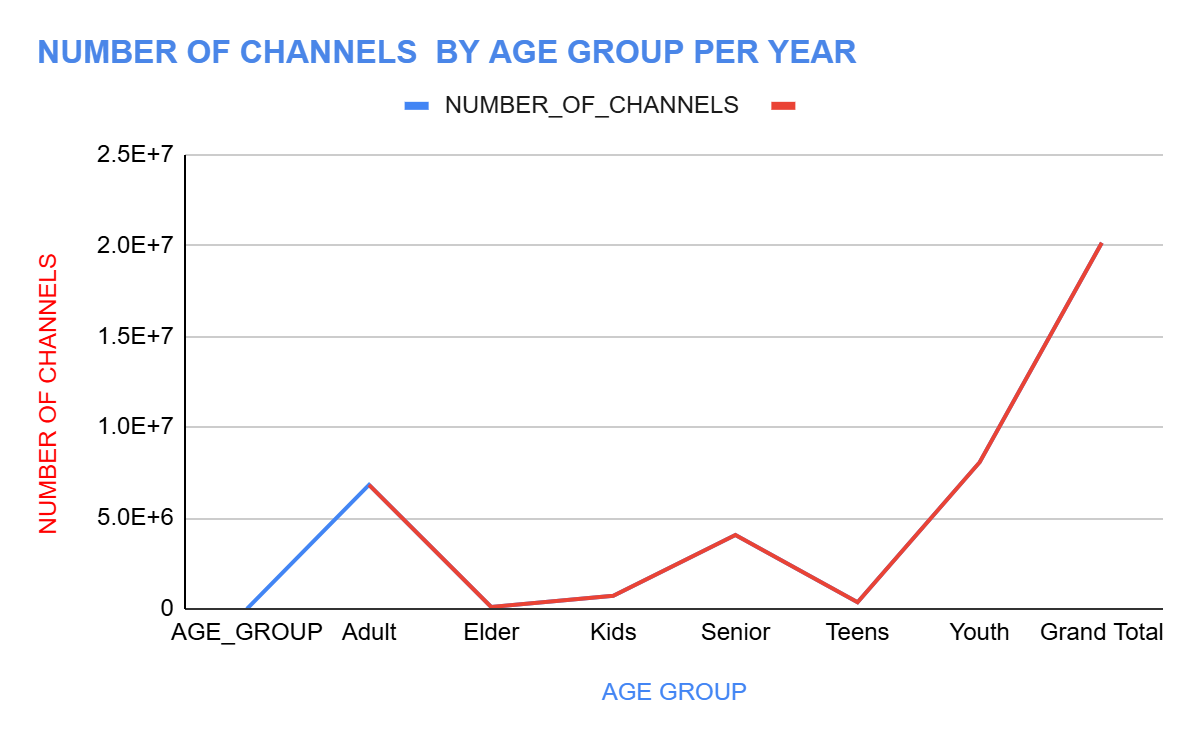 NUMBER OF CHANNELS  BY AGE GROUP PER YEAR
NUMBER_OF_CHANNELS
2.5E+7
2.0E+7
1.5E+7
1.0E+7
5.0E+6
0
NUMBER OF CHANNELS
AGE_GROUP Adult Elder Kids Senior Teens Youth Grand Total
AGE GROUP